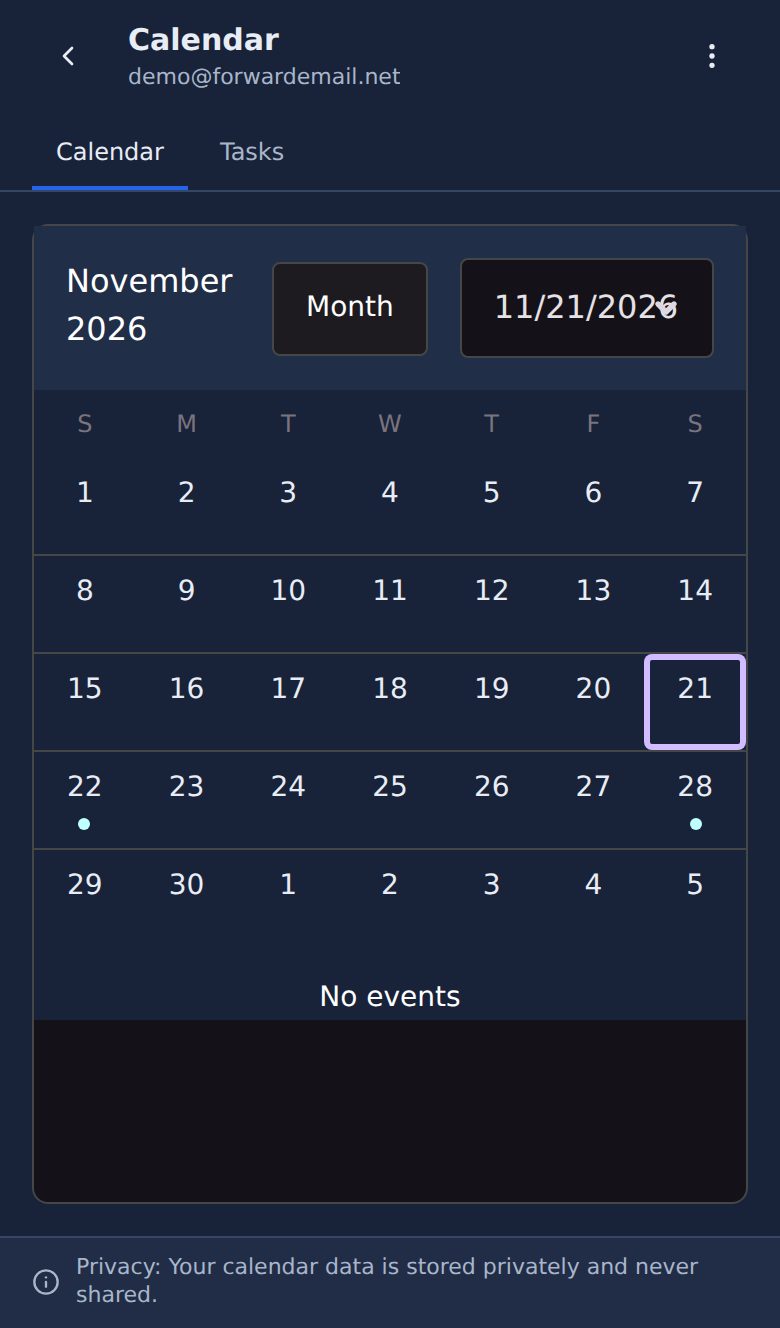 Calendar
demo@forwardemail.net
Calendar Tasks
November
2026
Month
11/21/2026
S M T W T F S
1 2 3 4 5 6 7
8 9 10 11 12 13 14
15 16 17 18 19 20 21
22 23 24 25 26 27 28
29 30 1 2 3 4 5
No events
Privacy: Your calendar data is stored privately and never
shared.